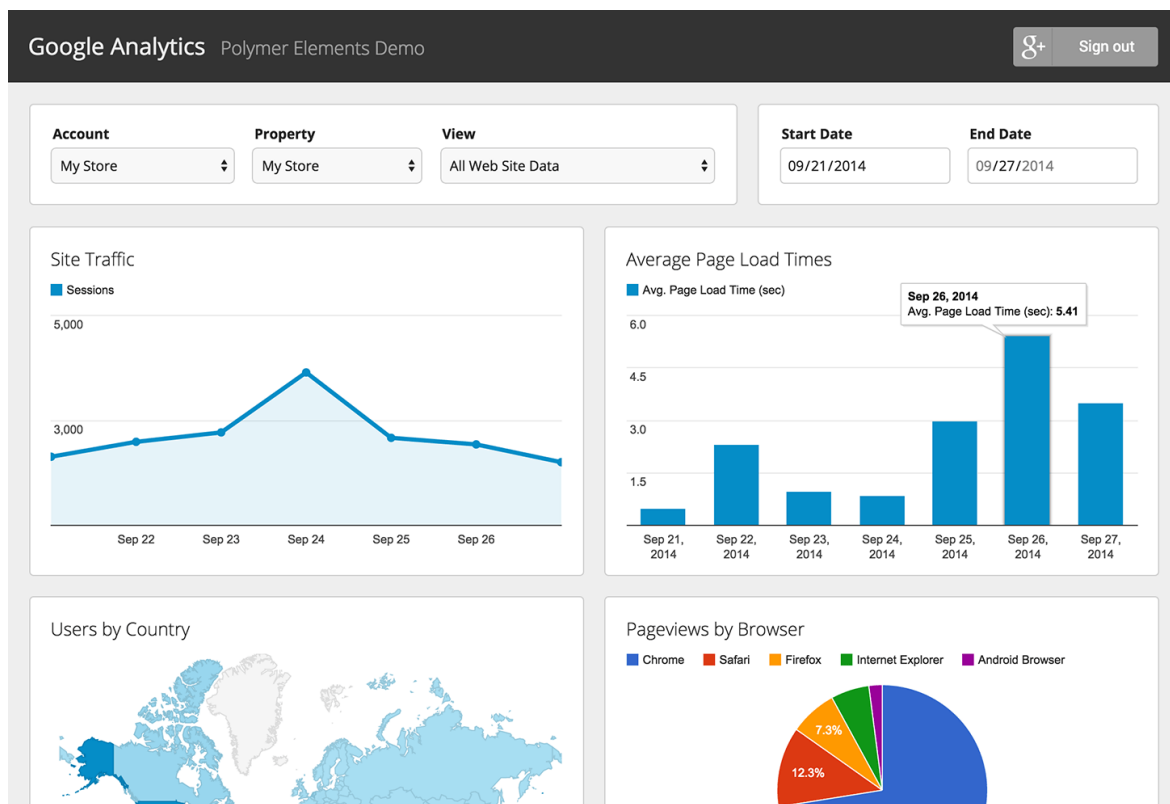 Google Analytics Polymer Elements Demo
g+ Sign out
Account Property View
My Store My Store All Web Site Data
Start Date End Date
09/21/2014 09/27/2014
Site Traffic
Sessions
5,000
3,000
Sep 22 Sep 23 Sep 24 Sep 25 Sep 26
Average Page Load Times
Avg. Page Load Time (sec)
Sep 26, 2014
Avg. Page Load Time (sec): 5.41
6.0
4.5
3.0
1.5
Sep 21, Sep 22, Sep 23, Sep 24, Sep 25, Sep 26, Sep 27,
2014 2014 2014 2014 2014 2014 2014
Users by Country
Pageviews by Browser
Chrome Safari Firefox Internet Explorer Android Browser
7.3%
12.3%